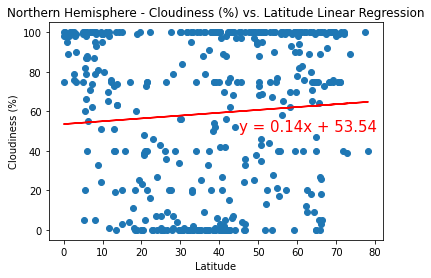 Northern Hemisphere - Cloudiness (%) vs. Latitude Linear Regression
100
80
60
40
20
0
Cloudiness (%)
y = 0.14x + 53.54
0 10 20 30 40 50 60 70 80
Latitude